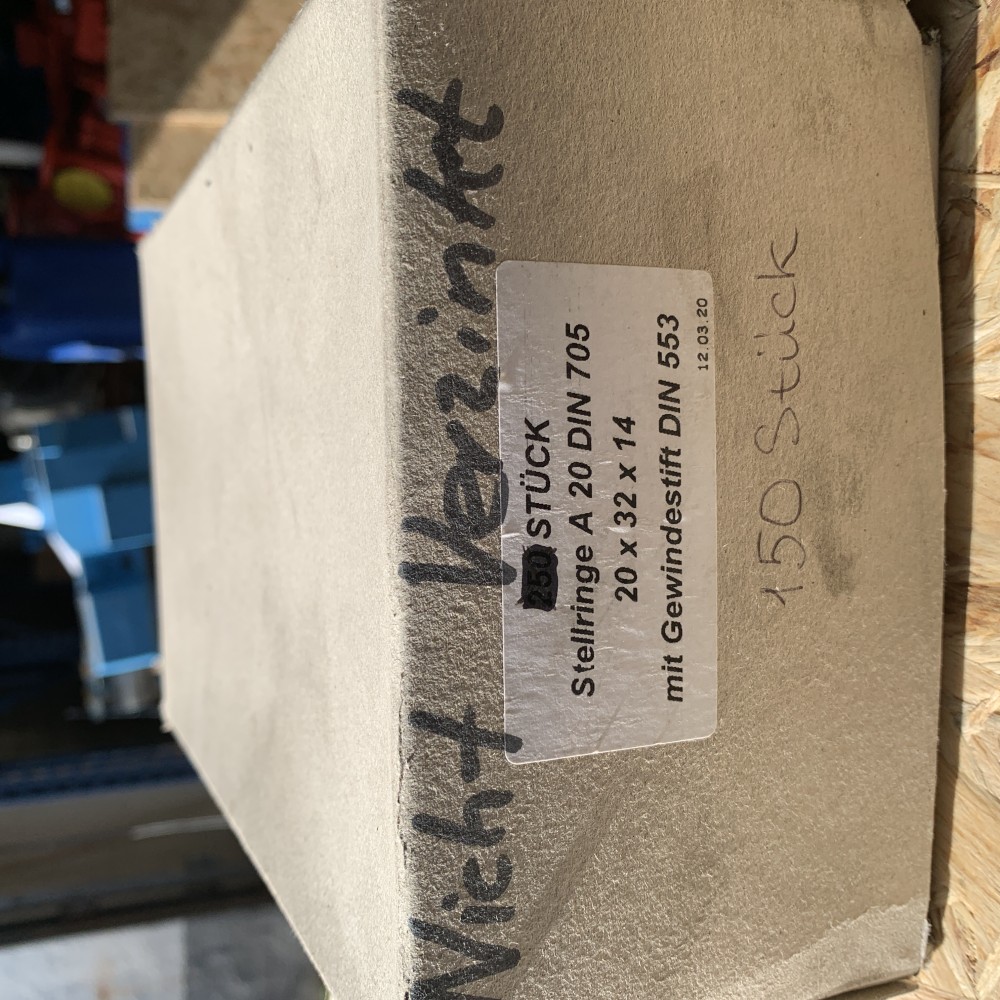 Nicht Verzinkt
250 STÜCK
Stellringe A 20 DIN 705
20 x 32 x 14
mit Gewindestift DIN 553
12.03.20
150 Stück